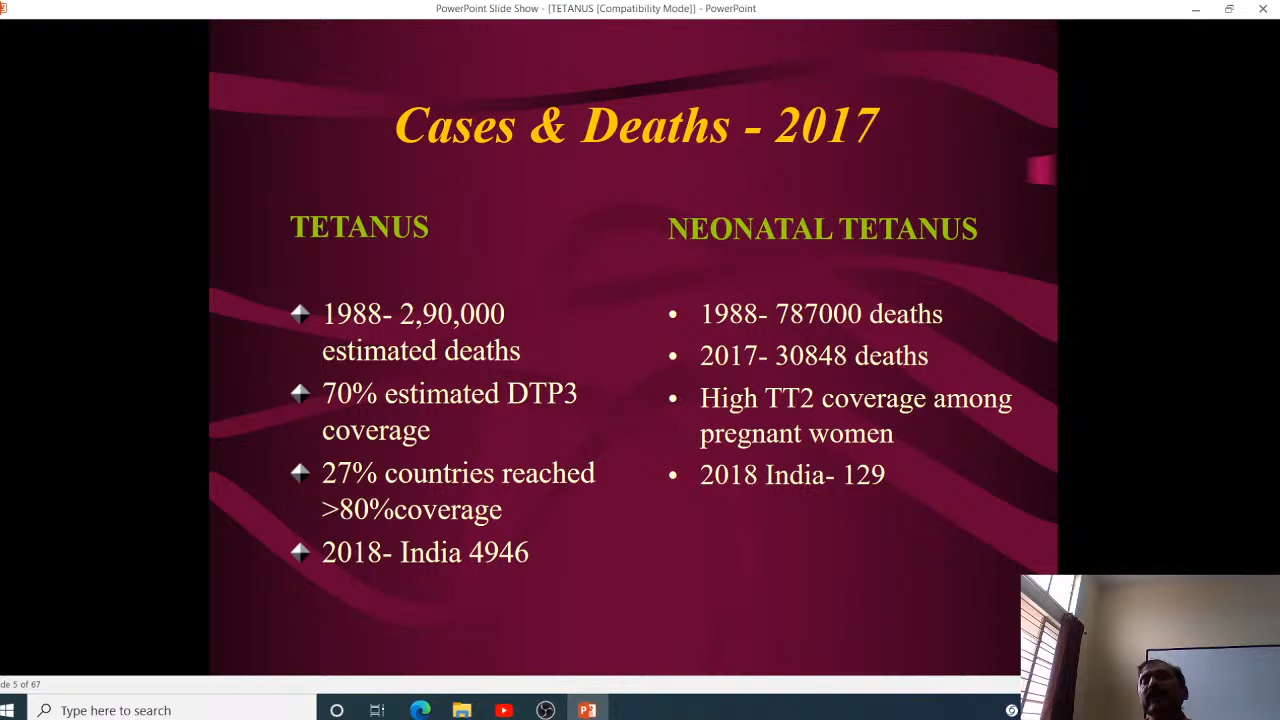 PowerPoint Slide Show - [TETANUS [Compatibility Mode]] - PowerPoint
Cases & Deaths - 2017
TETANUS
1988- 2,90,000
estimated deaths
70% estimated DTP3
coverage
27% countries reached
>80%coverage
2018- India 4946
NEONATAL TETANUS
1988- 787000 deaths
2017- 30848 deaths
High TT2 coverage among
pregnant women
2018 India- 129
de 5 of 67
Type here to search